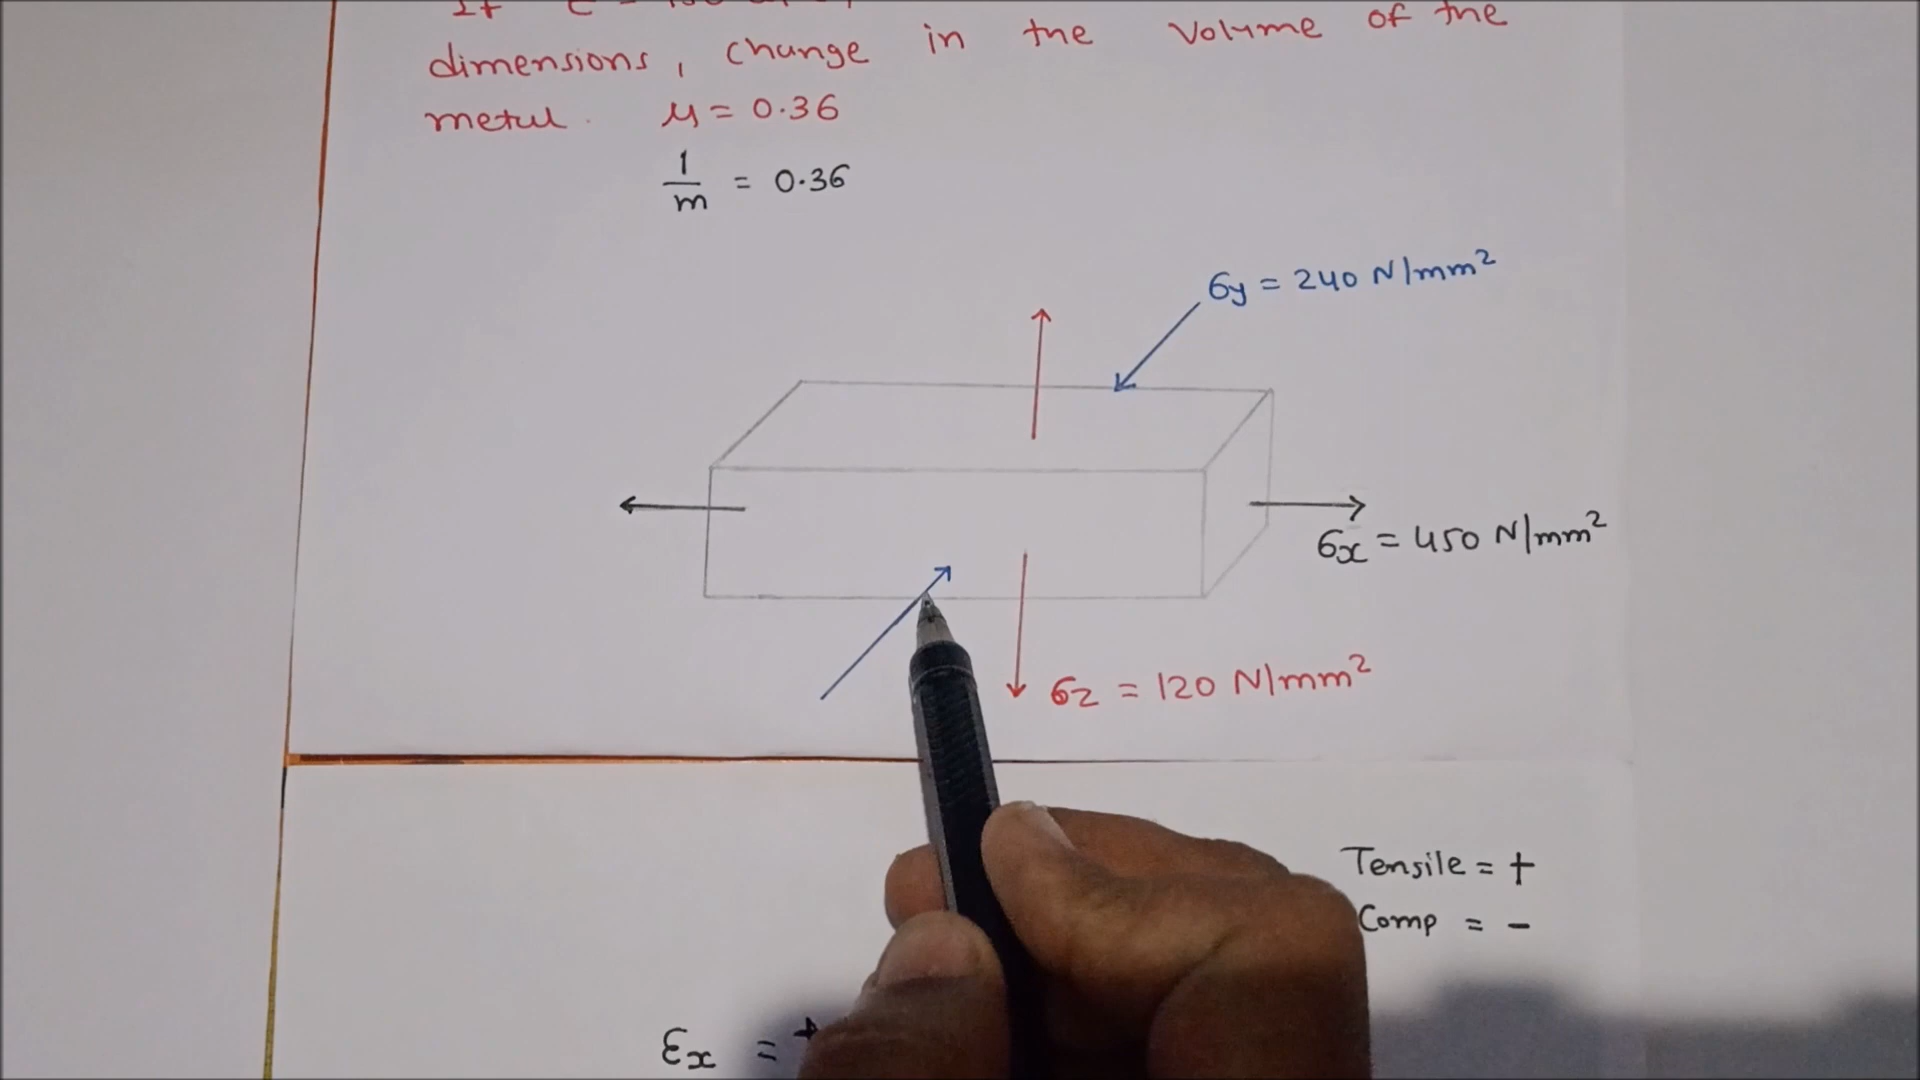 If
dimensions, change in the Volume of the
metal. μ = 0.36
1/m = 0.36
σy = 240 N/mm²
σx = 450 N/mm²
σz = 120 N/mm²
Tensile = +
Comp = -
εx = +